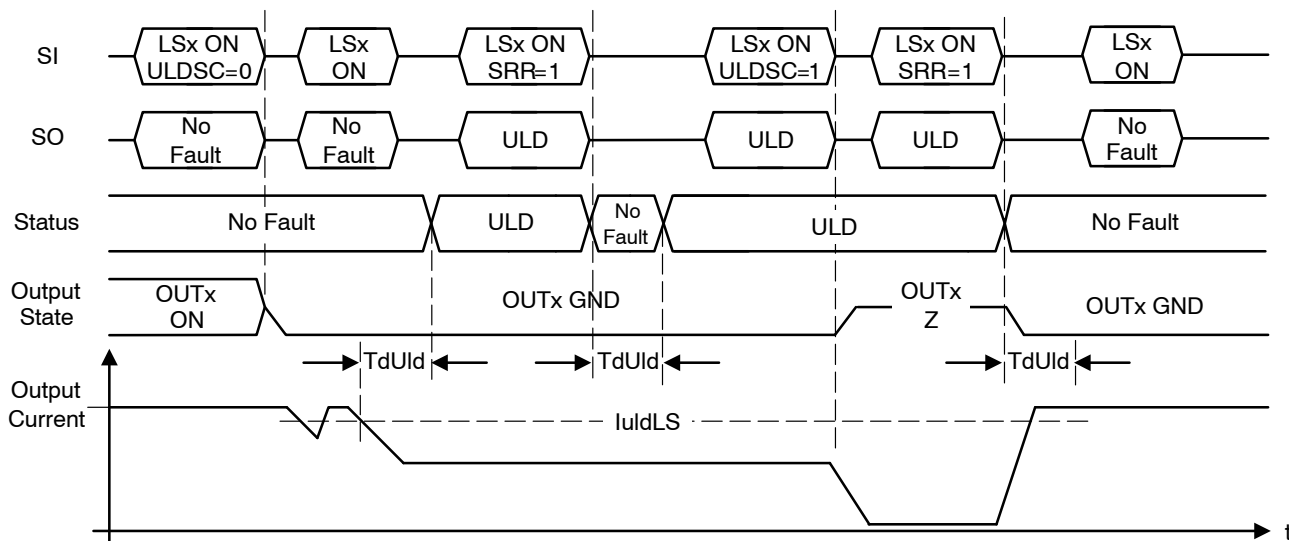 SI
LSx ON
ULDSC=0
LSx
ON
LSx ON
SRR=1
LSx ON
ULDSC=1
LSx ON
SRR=1
LSx
ON
SO
No
Fault
No
Fault
ULD
ULD
ULD
No
Fault
Status
No Fault
ULD
No
Fault
ULD
No Fault
Output
State
OUTx
ON
OUTx GND
OUTx
Z
OUTx GND
TdUld
TdUld
TdUld
Output
Current
IuldLS
t